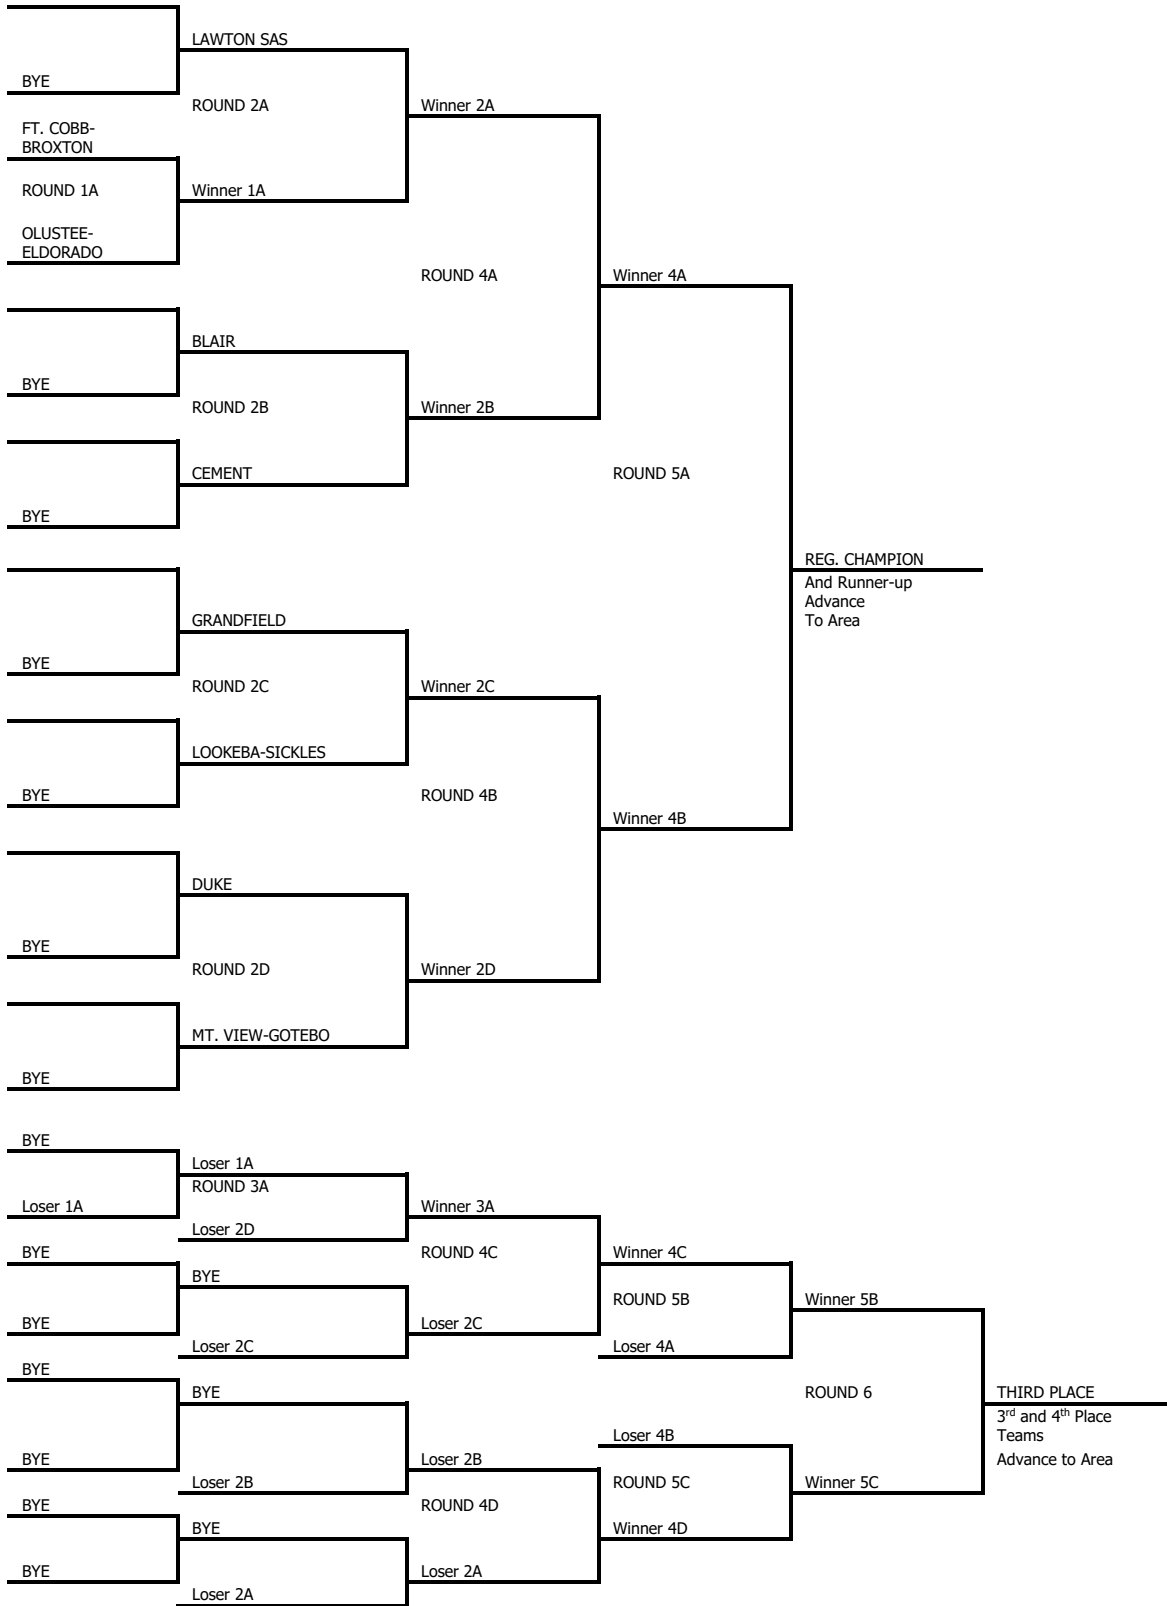 LAWTON SAS
BYE
ROUND 2A
Winner 2A
FT. COBB-
BROXTON
ROUND 1A
Winner 1A
OLUSTEE-
ELDORADO
ROUND 4A
Winner 4A
BLAIR
BYE
ROUND 2B
Winner 2B
CEMENT
ROUND 5A
BYE
REG. CHAMPION
And Runner-up
Advance
To Area
GRANDFIELD
BYE
ROUND 2C
Winner 2C
LOOKEBA-SICKLES
BYE
ROUND 4B
Winner 4B
DUKE
BYE
ROUND 2D
Winner 2D
MT. VIEW-GOTEBO
BYE
BYE
Loser 1A
ROUND 3A
Loser 1A
Winner 3A
Loser 2D
BYE
ROUND 4C
Winner 4C
BYE
ROUND 5B
Winner 5B
BYE
Loser 2C
Loser 2C
Loser 4A
BYE
BYE
ROUND 6
THIRD PLACE
3rd and 4th Place
Teams
Advance to Area
Loser 4B
BYE
Loser 2B
Loser 2B
ROUND 5C
Winner 5C
BYE
ROUND 4D
BYE
Winner 4D
BYE
Loser 2A
Loser 2A